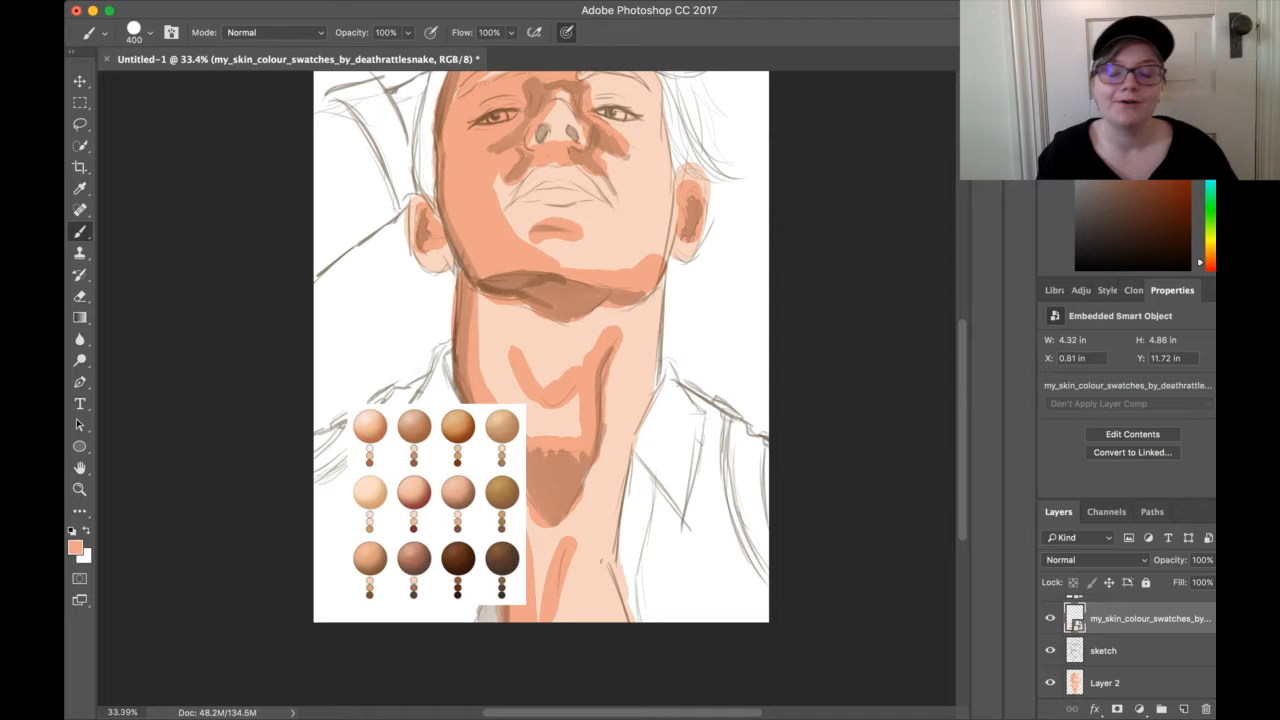 Adobe Photoshop CC 2017
400
Mode: Normal Opacity: 100% Flow: 100%
Untitled-1 @ 33.4% (my_skin_colour_swatches_by_deathrattlesnake, RGB/8) *
Adju Style Clon Properties
Embedded Smart Object
W: 4.32 in H: 4.86 in
X: 0.81 in Y: 11.72 in
my_skin_colour_swatches_by_deathrattle...
Don't Apply Layer Comp
Edit Contents
Convert to Linked...
Layers Channels Paths
Kind
Normal Opacity: 100%
Lock: Fill: 100%
my_skin_colour_swatches_by...
sketch
Layer 2
33.39% Doc: 48.2M/134.5M